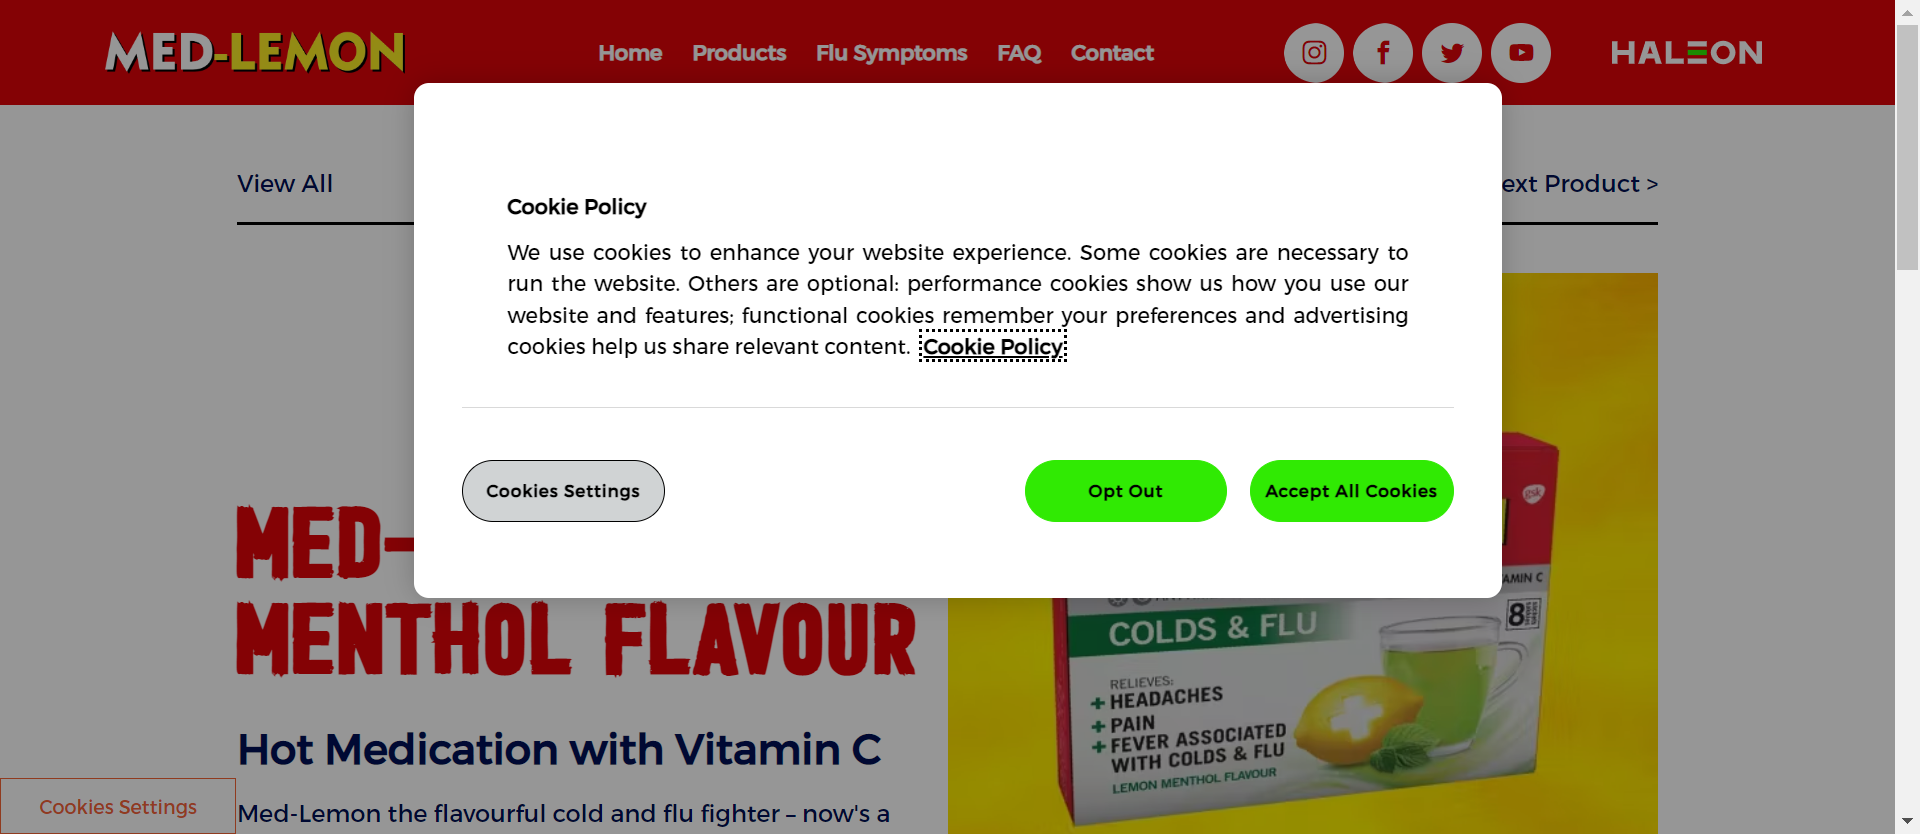 MED-LEMON
Home Products Flu Symptoms FAQ Contact
HALEON
View All
ext Product >
Cookie Policy
We use cookies to enhance your website experience. Some cookies are necessary to
run the website. Others are optional: performance cookies show us how you use our
website and features; functional cookies remember your preferences and advertising
cookies help us share relevant content. Cookie Policy
Cookies Settings
Opt Out
Accept All Cookies
MED-
MENTHOL FLAVOUR
Hot Medication with Vitamin C
Med-Lemon the flavourful cold and flu fighter – now's a
Cookies Settings
gsk
AMIN C
8
COLDS & FLU
RELIEVES:
+ HEADACHES
+ PAIN
+ FEVER ASSOCIATED
WITH COLDS & FLU
LEMON MENTHOL FLAVOUR